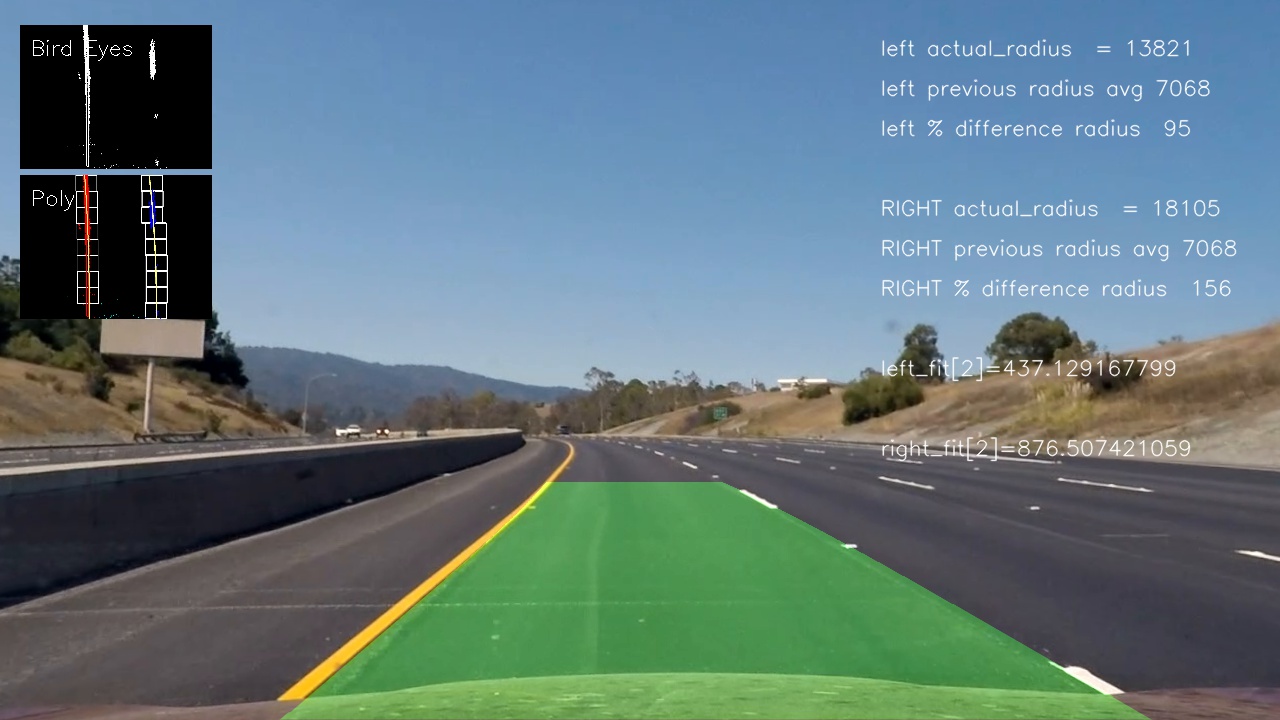 Bird Eyes
Poly
left actual_radius = 13821
left previous radius avg 7068
left % difference radius 95
RIGHT actual_radius = 18105
RIGHT previous radius avg 7068
RIGHT % difference radius 156
left_fit[2]=437.129167799
right_fit[2]=876.507421059